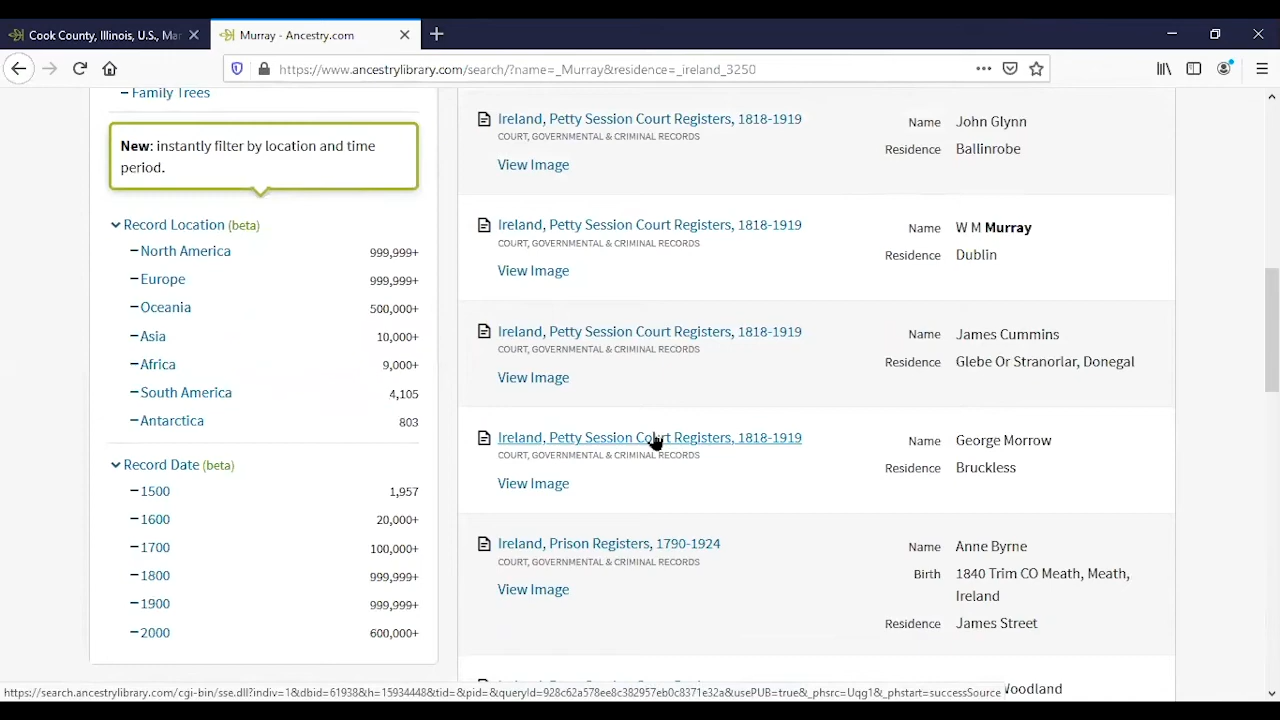 Cook County, Illinois, U.S., Mar
Murray - Ancestry.com
https://www.ancestrylibrary.com/search/?name=_Murray&residence=_ireland_3250
Family Trees
New: instantly filter by location and time
period.
Record Location (beta)
North America 999,999+
Europe 999,999+
Oceania 500,000+
Asia 10,000+
Africa 9,000+
South America 4,105
Antarctica 803
Record Date (beta)
1500 1,957
1600 20,000+
1700 100,000+
1800 999,999+
1900 999,999+
2000 600,000+
Ireland, Petty Session Court Registers, 1818-1919
COURT, GOVERNMENTAL & CRIMINAL RECORDS
View Image
Name John Glynn
Residence Ballinrobe
Ireland, Petty Session Court Registers, 1818-1919
COURT, GOVERNMENTAL & CRIMINAL RECORDS
View Image
Name W M Murray
Residence Dublin
Ireland, Petty Session Court Registers, 1818-1919
COURT, GOVERNMENTAL & CRIMINAL RECORDS
View Image
Name James Cummins
Residence Glebe Or Stranorlar, Donegal
Ireland, Petty Session Court Registers, 1818-1919
COURT, GOVERNMENTAL & CRIMINAL RECORDS
View Image
Name George Morrow
Residence Bruckless
Ireland, Prison Registers, 1790-1924
COURT, GOVERNMENTAL & CRIMINAL RECORDS
View Image
Name Anne Byrne
Birth 1840 Trim CO Meath, Meath,
Ireland
Residence James Street
Woodland
https://search.ancestrylibrary.com/cgi-bin/sse.dll?indiv=1&dbid=61938&h=15934448&tid=&pid=&queryId=928c62a578ee8c382957eb0c8371e32a&usePUB=true&_phsrc=Uqg1&_phstart=successSource